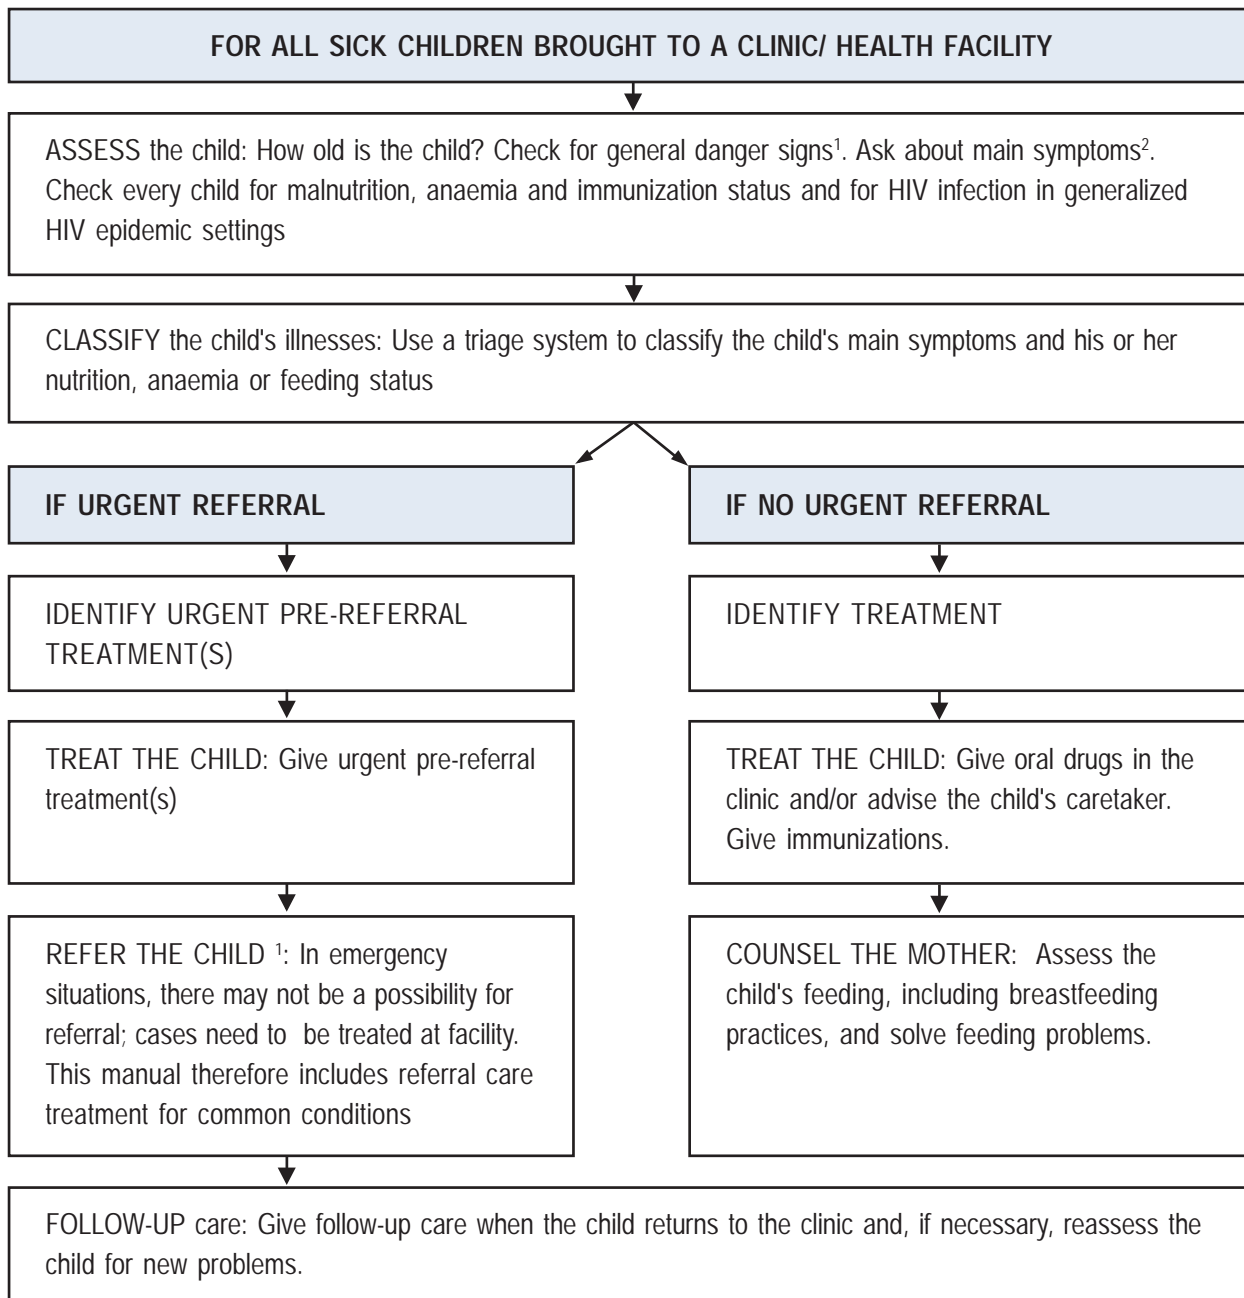 FOR ALL SICK CHILDREN BROUGHT TO A CLINIC/ HEALTH FACILITY
ASSESS the child: How old is the child? Check for general danger signs¹. Ask about main symptoms².
Check every child for malnutrition, anaemia and immunization status and for HIV infection in generalized
HIV epidemic settings
CLASSIFY the child's illnesses: Use a triage system to classify the child's main symptoms and his or her
nutrition, anaemia or feeding status
IF URGENT REFERRAL
IDENTIFY URGENT PRE-REFERRAL
TREATMENT(S)
TREAT THE CHILD: Give urgent pre-referral
treatment(s)
REFER THE CHILD ¹: In emergency
situations, there may not be a possibility for
referral; cases need to be treated at facility.
This manual therefore includes referral care
treatment for common conditions
IF NO URGENT REFERRAL
IDENTIFY TREATMENT
TREAT THE CHILD: Give oral drugs in the
clinic and/or advise the child's caretaker.
Give immunizations.
COUNSEL THE MOTHER: Assess the
child's feeding, including breastfeeding
practices, and solve feeding problems.
FOLLOW-UP care: Give follow-up care when the child returns to the clinic and, if necessary, reassess the
child for new problems.